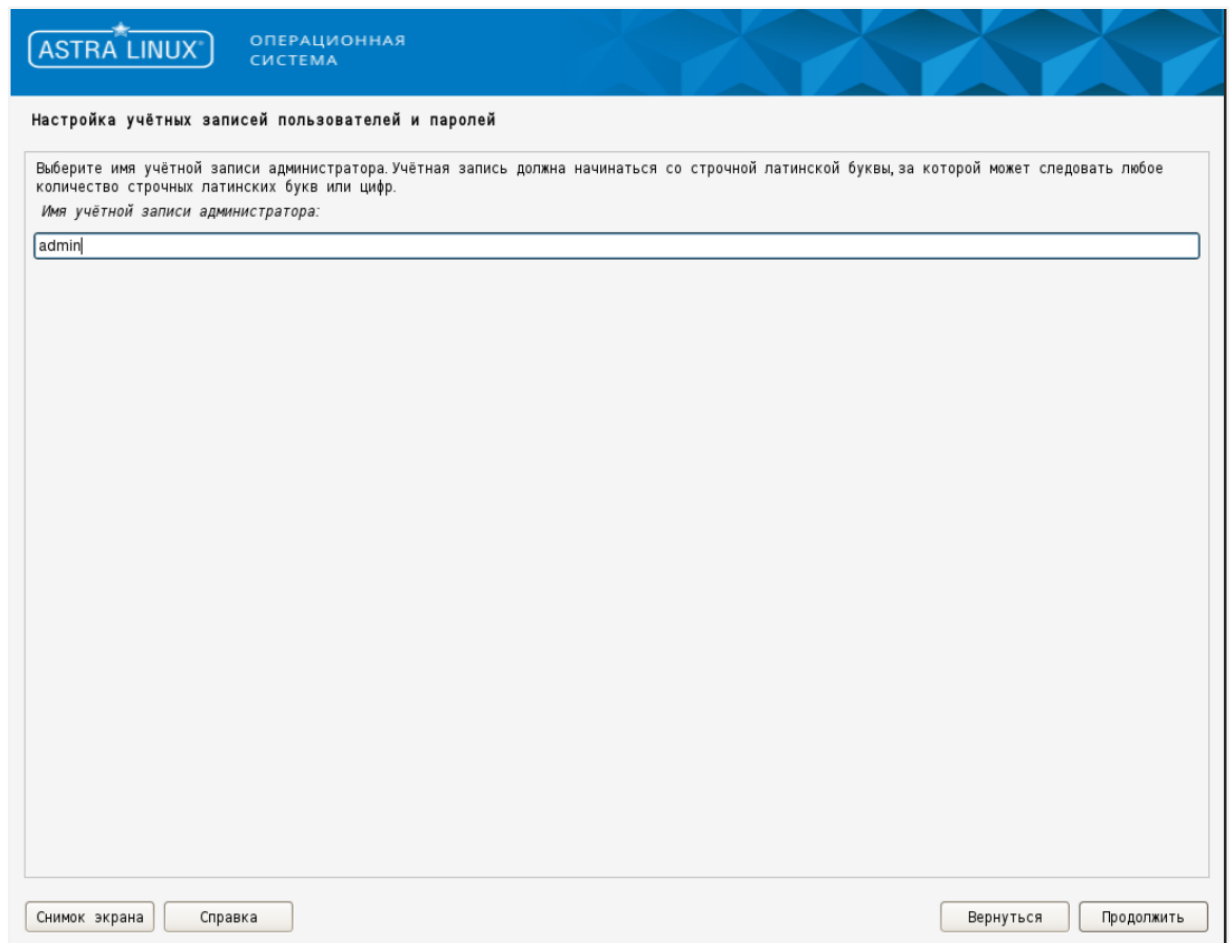 ASTRA LINUX®
ОПЕРАЦИОННАЯ
СИСТЕМА
Настройка учётных записей пользователей и паролей
Выберите имя учётной записи администратора. Учётная запись должна начинаться со строчной латинской буквы, за которой может следовать любое
количество строчных латинских букв или цифр.
Имя учётной записи администратора:
admin
Снимок экрана Справка Вернуться Продолжить